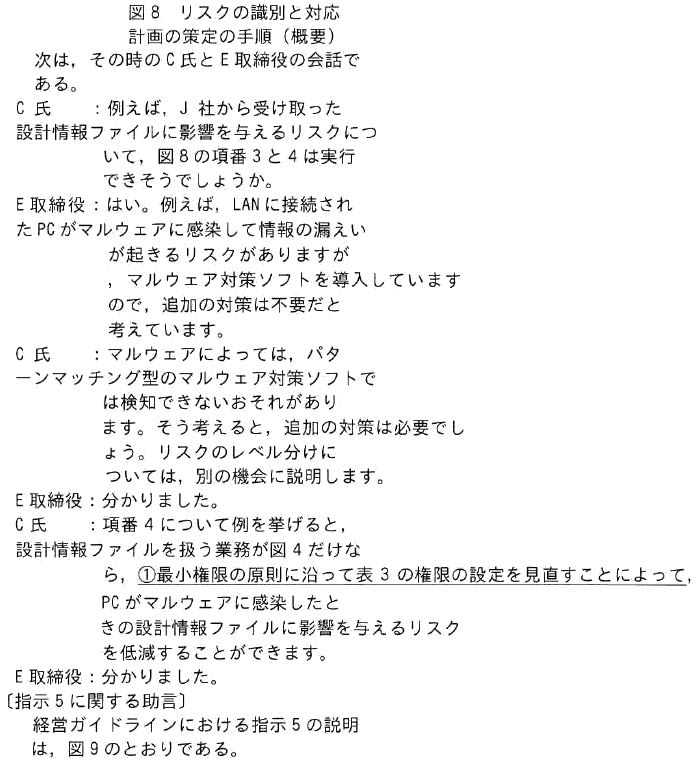 図8　リスクの識別と対応
計画の策定の手順（概要）
次は，その時のC氏とE取締役の会話で
ある。
C 氏　　：例えば，J 社から受け取った
設計情報ファイルに影響を与えるリスクにつ
いて，図8の項番3と4は実行
できそうでしょうか。
E取締役：はい。例えば，LANに接続され
たPCがマルウェアに感染して情報の漏えい
が起きるリスクがありますが
，マルウェア対策ソフトを導入しています
ので，追加の対策は不要だと
考えています。
C 氏　　：マルウェアによっては，パタ
ーンマッチング型のマルウェア対策ソフトで
は検知できないおそれがあり
ます。そう考えると，追加の対策は必要でし
ょう。リスクのレベル分けに
ついては，別の機会に説明します。
E取締役：分かりました。
C 氏　　：項番4について例を挙げると，
設計情報ファイルを扱う業務が図4だけな
ら，①最小権限の原則に沿って表3の権限の設定を見直すことによって，
PCがマルウェアに感染したと
きの設計情報ファイルに影響を与えるリスク
を低減することができます。
E取締役：分かりました。
〔指示5に関する助言〕
経営ガイドラインにおける指示5の説明
は，図9のとおりである。